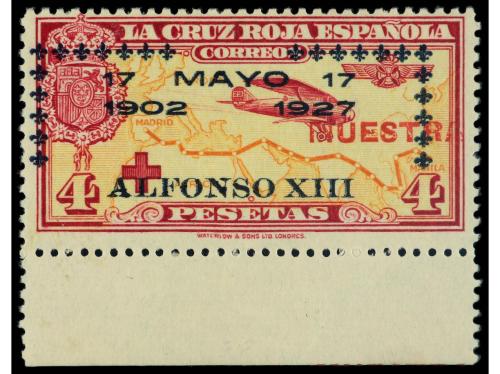 LA CRUZ ROJA ESPAÑOLA
CORREO
17 MAYO 17
1902 1927
MADRID
MUESTRA
MANILA
ALFONSO XIII
4 PESETAS 4
WATERLOW & SONS LTD. LONDRES.